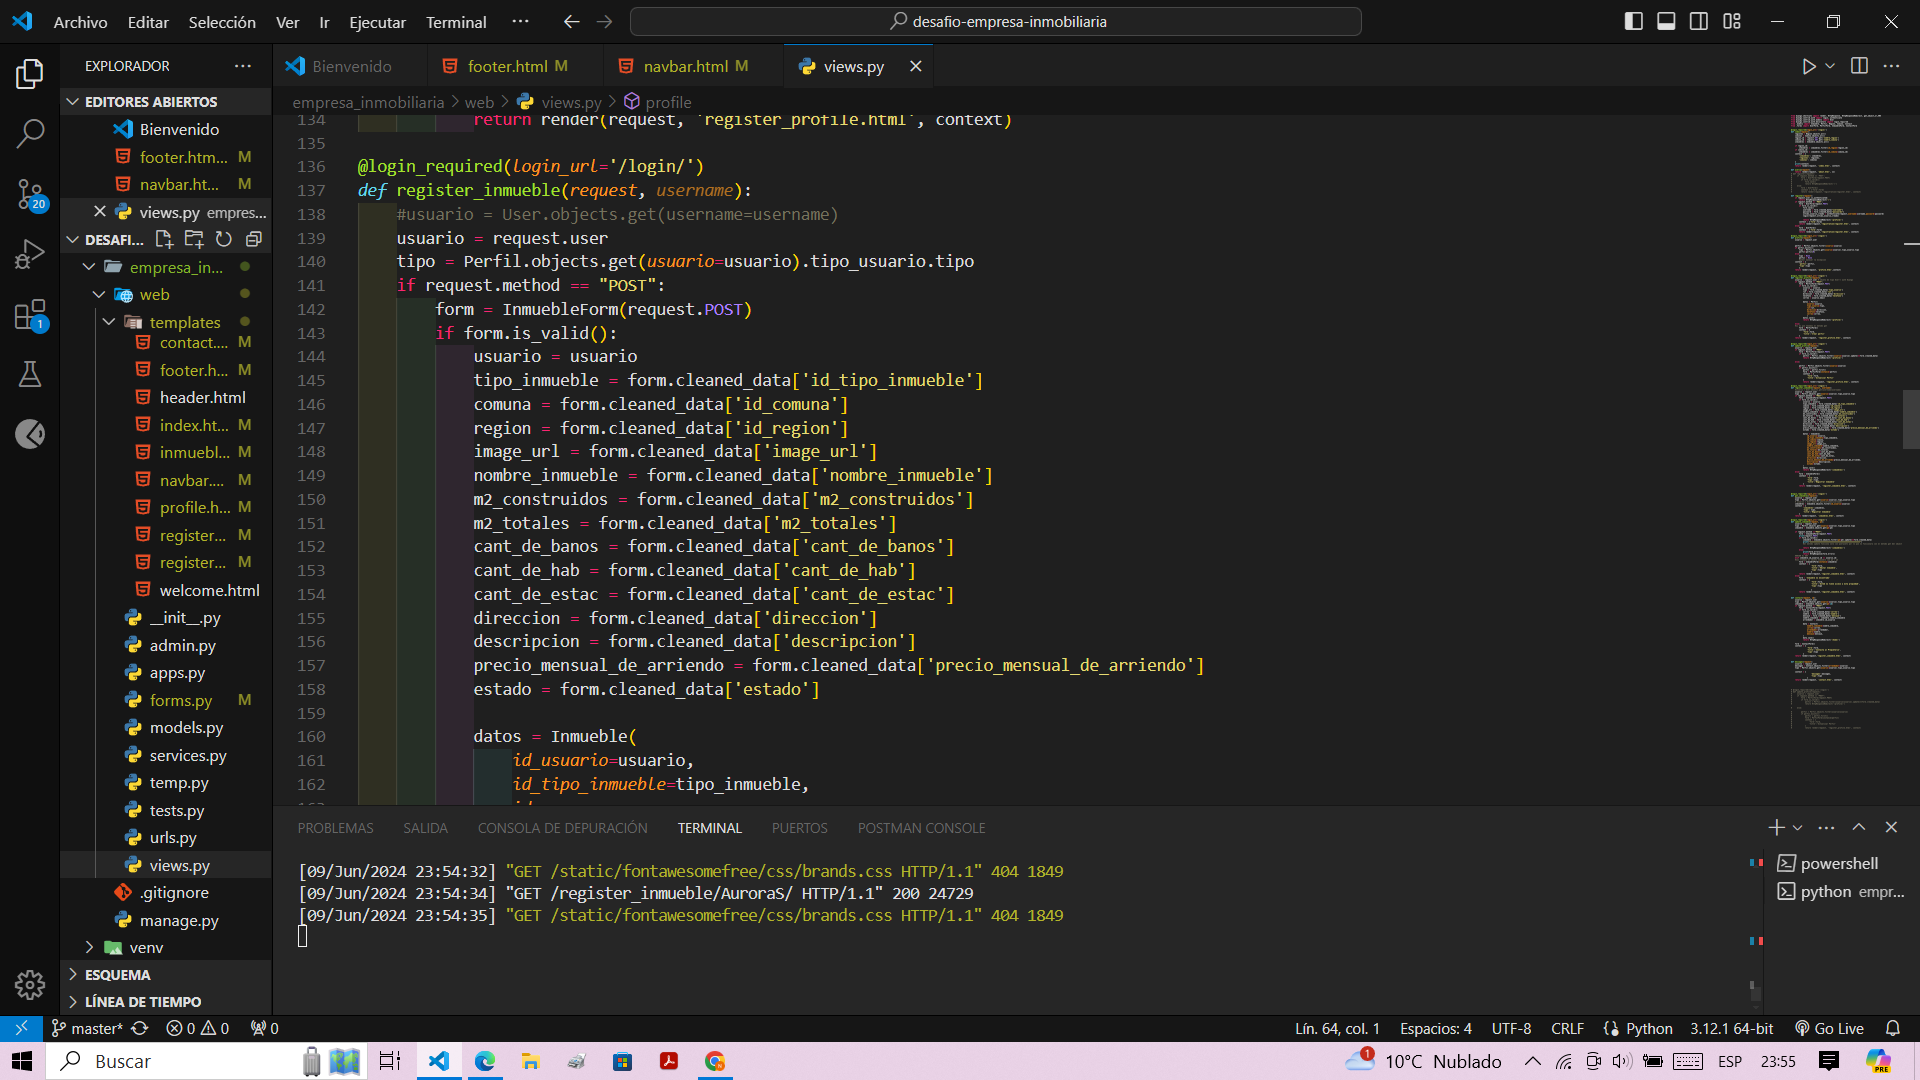 Archivo Editar Selección Ver Ir Ejecutar Terminal ··· desafio-empresa-inmobiliaria
EXPLORADOR ···
EDITORES ABIERTOS
Bienvenido
footer.htm... M
navbar.ht... M
views.py empres...
DESAFI...
empresa_in...
web
templates
contact.... M
footer.h... M
header.html
index.ht... M
inmuebl... M
navbar.... M
profile.h... M
register... M
register... M
welcome.html
__init__.py
admin.py
apps.py
forms.py M
models.py
services.py
temp.py
tests.py
urls.py
views.py
.gitignore
manage.py
venv
ESQUEMA
LÍNEA DE TIEMPO
20
1
Bienvenido footer.html M navbar.html M views.py
empresa_inmobiliaria > web > views.py > profile
134 return render(request, 'register_profile.html', context)
135
136 @login_required(login_url='/login/')
137 def register_inmueble(request, username):
138 #usuario = User.objects.get(username=username)
139 usuario = request.user
140 tipo = Perfil.objects.get(usuario=usuario).tipo_usuario.tipo
141 if request.method == "POST":
142 form = InmuebleForm(request.POST)
143 if form.is_valid():
144 usuario = usuario
145 tipo_inmueble = form.cleaned_data['id_tipo_inmueble']
146 comuna = form.cleaned_data['id_comuna']
147 region = form.cleaned_data['id_region']
148 image_url = form.cleaned_data['image_url']
149 nombre_inmueble = form.cleaned_data['nombre_inmueble']
150 m2_construidos = form.cleaned_data['m2_construidos']
151 m2_totales = form.cleaned_data['m2_totales']
152 cant_de_banos = form.cleaned_data['cant_de_banos']
153 cant_de_hab = form.cleaned_data['cant_de_hab']
154 cant_de_estac = form.cleaned_data['cant_de_estac']
155 direccion = form.cleaned_data['direccion']
156 descripcion = form.cleaned_data['descripcion']
157 precio_mensual_de_arriendo = form.cleaned_data['precio_mensual_de_arriendo']
158 estado = form.cleaned_data['estado']
159
160 datos = Inmueble(
161 id_usuario=usuario,
162 id_tipo_inmueble=tipo_inmueble,
PROBLEMAS SALIDA CONSOLA DE DEPURACIÓN TERMINAL PUERTOS POSTMAN CONSOLE
[09/Jun/2024 23:54:32] "GET /static/fontawesomefree/css/brands.css HTTP/1.1" 404 1849
[09/Jun/2024 23:54:34] "GET /register_inmueble/AuroraS/ HTTP/1.1" 200 24729
[09/Jun/2024 23:54:35] "GET /static/fontawesomefree/css/brands.css HTTP/1.1" 404 1849
powershell
python empr...
master* 0 0 0 Lín. 64, col. 1 Espacios: 4 UTF-8 CRLF Python 3.12.1 64-bit Go Live
Buscar 1 10°C Nublado ESP 23:55 PRE